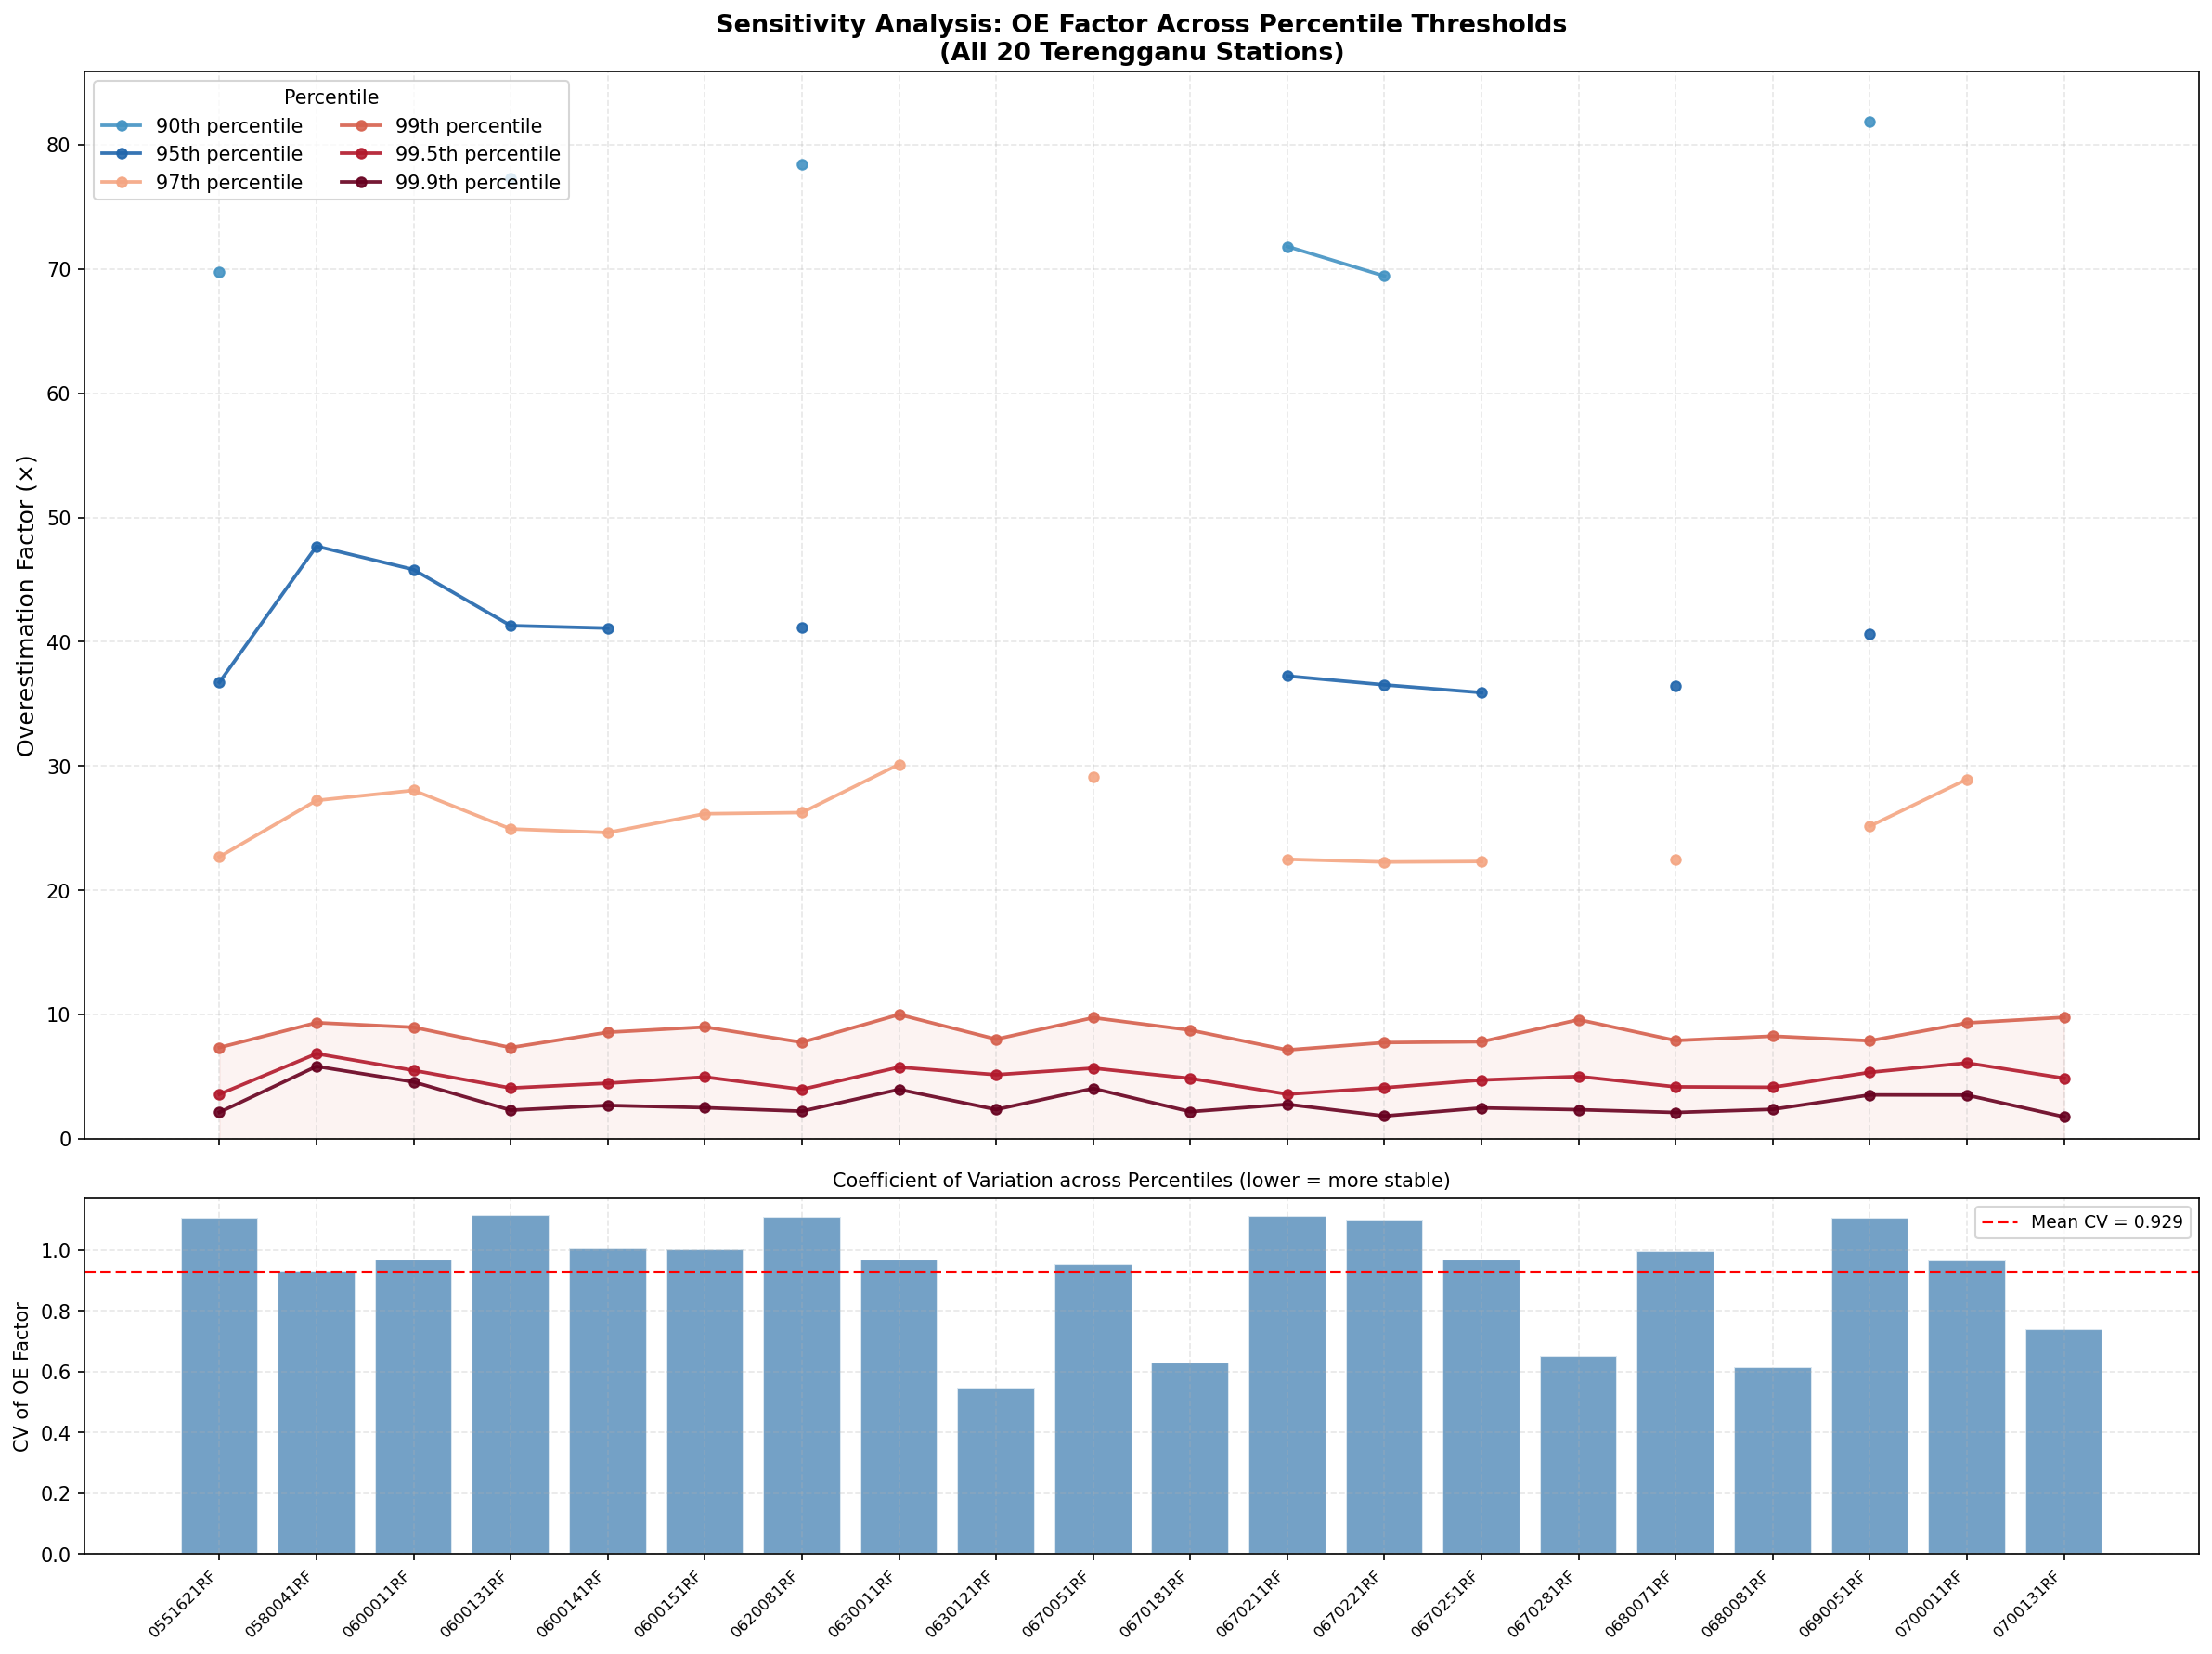 Sensitivity Analysis: OE Factor Across Percentile Thresholds
(All 20 Terengganu Stations)
Percentile
90th percentile
95th percentile
97th percentile
99th percentile
99.5th percentile
99.9th percentile
Overestimation Factor (×)
80
70
60
50
40
30
20
10
0
Coefficient of Variation across Percentiles (lower = more stable)
Mean CV = 0.929
CV of OE Factor
1.0
0.8
0.6
0.4
0.2
0.0
0551621RF
0580041RF
0600011RF
0600131RF
0600141RF
0600151RF
0620081RF
0630011RF
0630121RF
0670051RF
0670181RF
0670211RF
0670221RF
0670251RF
0670281RF
0680071RF
0680081RF
0690051RF
0700011RF
0700131RF